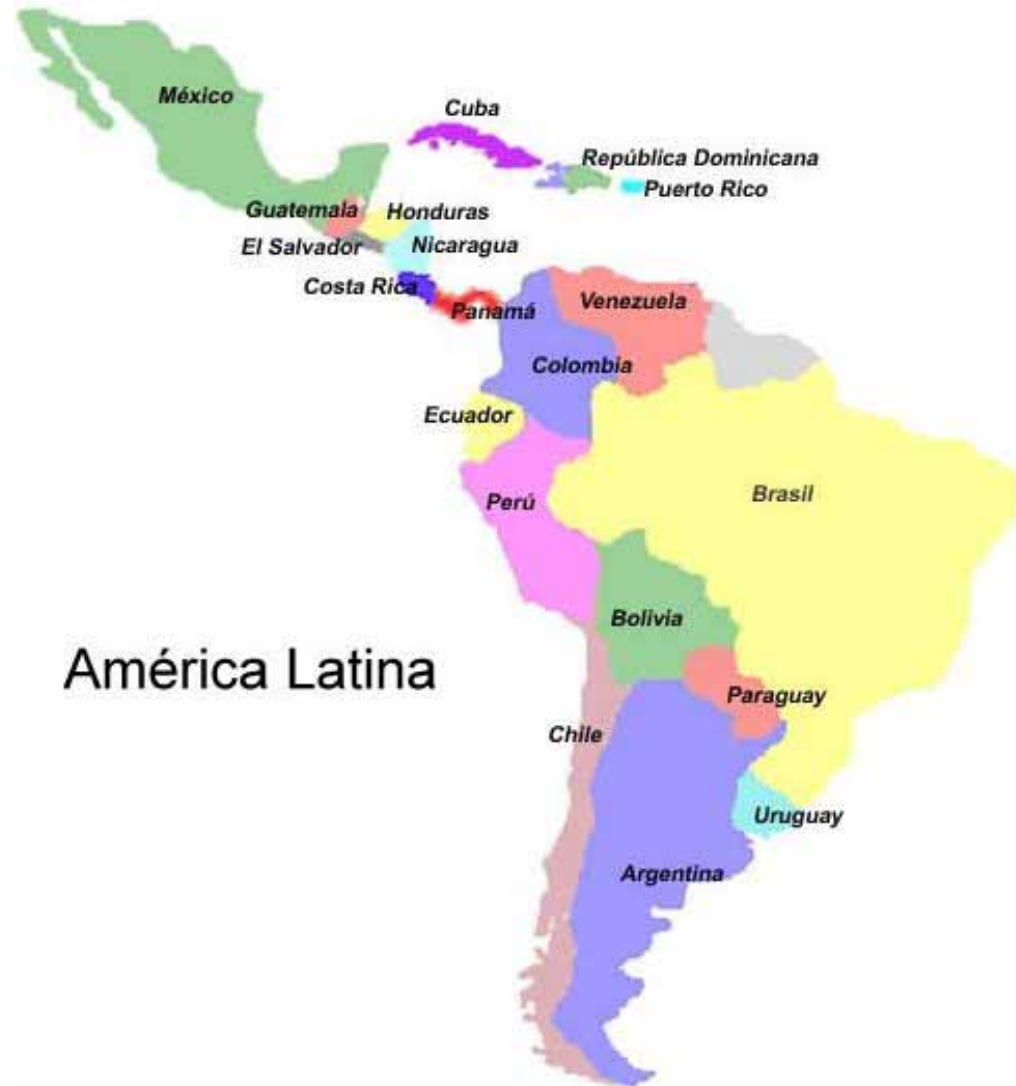 México
Cuba
República Dominicana
Puerto Rico
Guatemala
Honduras
El Salvador
Nicaragua
Costa Rica
Panamá
Venezuela
Colombia
Ecuador
Perú
Brasil
Bolivia
América Latina
Paraguay
Chile
Uruguay
Argentina